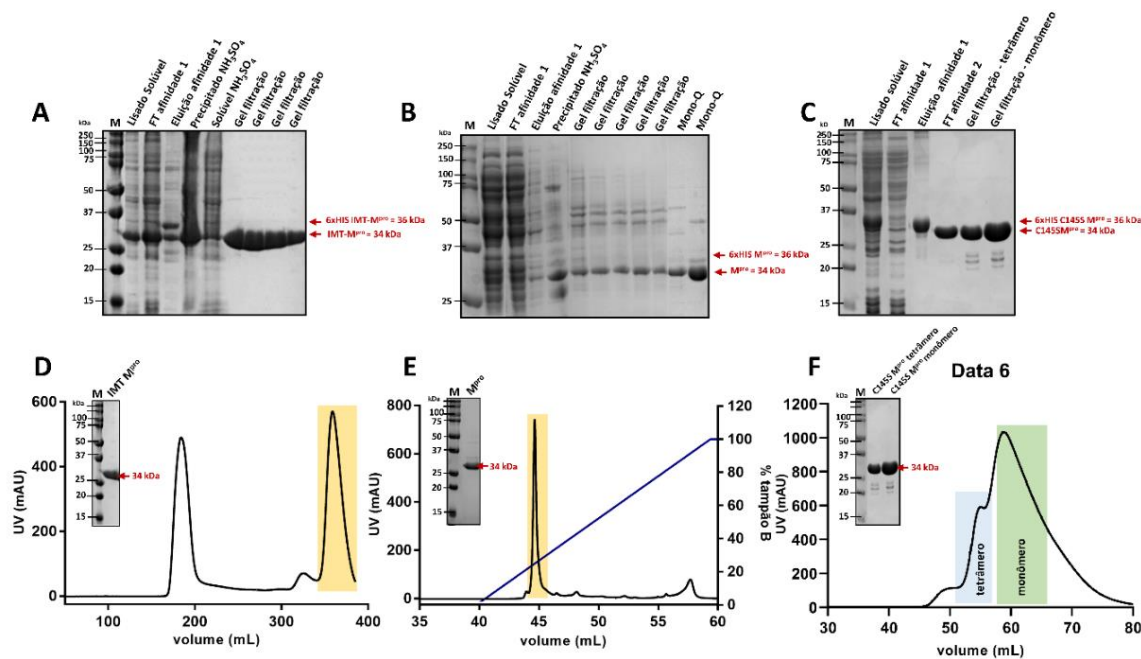 A
M
Lisado Solúvel
FT afinidade 1
Eluição afinidade 1
Precipitado NH₃SO₄
Solúvel NH₃SO₄
Gel filtração
Gel filtração
Gel filtração
Gel filtração
kDa
250
150
100
75
50
37
25
20
15
6xHIS IMT-Mᵖʳᵒ = 36 kDa
IMT-Mᵖʳᵒ = 34 kDa
B
M
Lisado Solúvel
FT afinidade 1
Eluição afinidade 1
Precipitado NH₃SO₄
Gel filtração
Gel filtração
Gel filtração
Gel filtração
Gel filtração
Mono-Q
Mono-Q
kDa
250
150
100
75
50
37
25
6xHIS Mᵖʳᵒ = 36 kDa
Mᵖʳᵒ = 34 kDa
C
M
Lisado solúvel
FT afinidade 1
Eluição afinidade 1
FT afinidade 2
Gel filtração - tetrâmero
Gel filtração - monômero
kD
250
150
100
75
50
37
25
20
15
6xHIS C145S Mᵖʳᵒ = 36 kDa
C145SMᵖʳᵒ = 34 kDa
D
M
IMT Mᵖʳᵒ
kDa
100
75
50
37
25
20
15
34 kDa
UV (mAU)
600
400
200
0
100
200
300
400
volume (mL)
E
M
Mᵖʳᵒ
kDa
100
75
50
37
25
20
15
34 kDa
UV (mAU)
800
600
400
200
0
35
40
45
50
55
60
volume (mL)
120
100
80
60
40
20
0
% tampão B
F
Data 6
M
C145S Mᵖʳᵒ tetrâmero
C145S Mᵖʳᵒ monômero
kDa
100
75
50
37
25
20
15
34 kDa
UV (mAU)
1200
1000
800
600
400
200
0
tetrâmero
monômero
30
40
50
60
70
80
volume (mL)